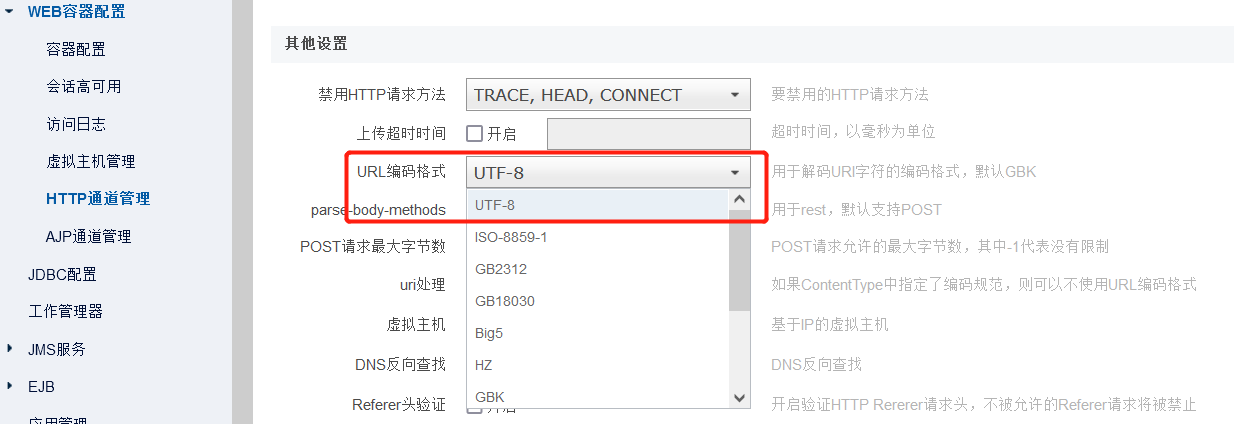 WEB容器配置
容器配置
会话高可用
访问日志
虚拟主机管理
HTTP通道管理
AJP通道管理
JDBC配置
工作管理器
JMS服务
EJB
应用管理
其他设置
禁用HTTP请求方法 TRACE, HEAD, CONNECT 要禁用的HTTP请求方法
上传超时时间 开启 超时时间，以毫秒为单位
URL编码格式 UTF-8 用于解码URI字符的编码格式，默认GBK
parse-body-methods UTF-8 用于rest，默认支持POST
ISO-8859-1
POST请求最大字节数 POST请求允许的最大字节数，其中-1代表没有限制
GB2312
uri处理 如果ContentType中指定了编码规范，则可以不使用URL编码格式
GB18030
虚拟主机 基于IP的虚拟主机
Big5
DNS反向查找 HZ DNS反向查找
GBK
Referer头验证 开启 开启验证HTTP Rererer请求头，不被允许的Referer请求将被禁止